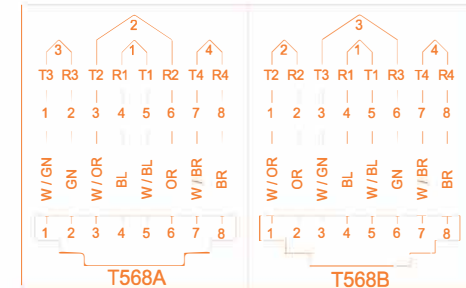 2 3
3 1 4 2 1 4
T3 R3 T2 R1 T1 R2 T4 R4 T2 R2 T3 R1 T1 R3 T4 R4
1 2 3 4 5 6 7 8 1 2 3 4 5 6 7 8
W / GN GN W / OR BL W / BL OR W / BR BR W / OR OR W / GN BL W / BL GN W / BR BR
1 2 3 4 5 6 7 8 1 2 3 4 5 6 7 8
T568A T568B